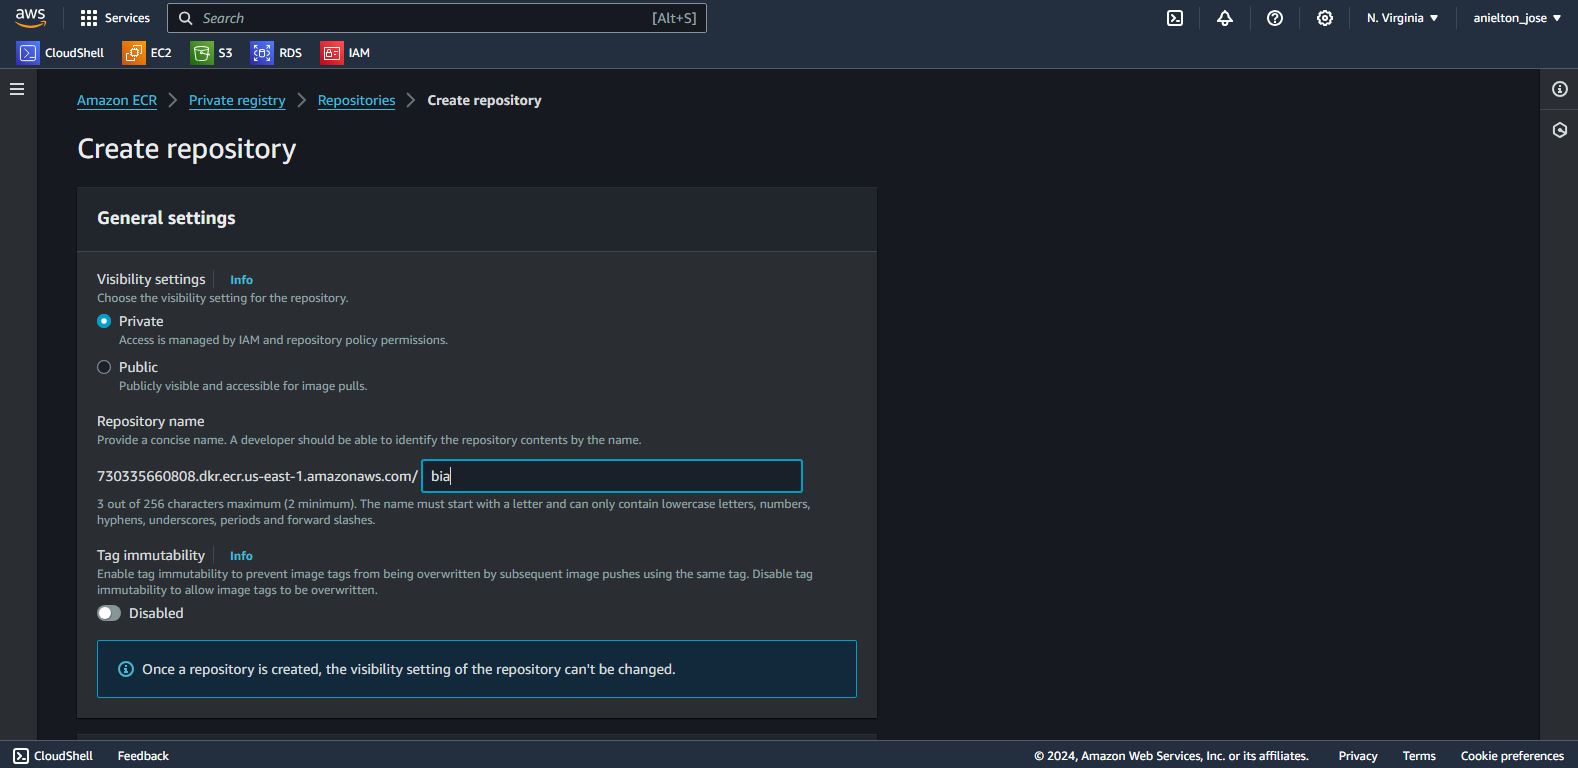 aws Services Search [Alt+S] N. Virginia anielton_jose
CloudShell EC2 S3 RDS IAM
Amazon ECR Private registry Repositories Create repository
Create repository
General settings
Visibility settings Info
Choose the visibility setting for the repository.
Private
Access is managed by IAM and repository policy permissions.
Public
Publicly visible and accessible for image pulls.
Repository name
Provide a concise name. A developer should be able to identify the repository contents by the name.
730335660808.dkr.ecr.us-east-1.amazonaws.com/ bia
3 out of 256 characters maximum (2 minimum). The name must start with a letter and can only contain lowercase letters, numbers,
hyphens, underscores, periods and forward slashes.
Tag immutability Info
Enable tag immutability to prevent image tags from being overwritten by subsequent image pushes using the same tag. Disable tag
immutability to allow image tags to be overwritten.
Disabled
Once a repository is created, the visibility setting of the repository can't be changed.
CloudShell Feedback © 2024, Amazon Web Services, Inc. or its affiliates. Privacy Terms Cookie preferences